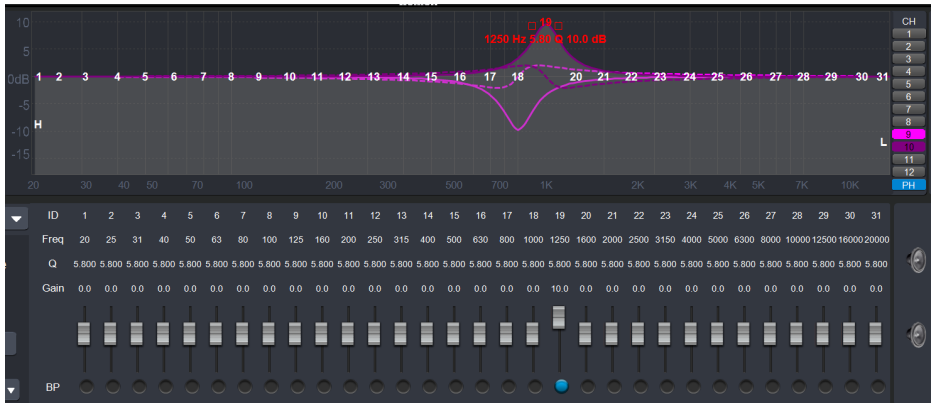 10
19
CH
1250 Hz 5.80 Q 10.0 dB
1
2
5
3
0dB 1 2 3 4 5 6 7 8 9 10 11 12 13 14 15 16 17 18 20 21 22 23 24 25 26 27 28 29 30 31
4
5
-5
6
7
H
8
-10
9
L
10
-15
11
12
20 30 40 50 70 100 200 300 500 700 1K 2K 3K 4K 5K 7K 10K
PH
ID 1 2 3 4 5 6 7 8 9 10 11 12 13 14 15 16 17 18 19 20 21 22 23 24 25 26 27 28 29 30 31
Freq 20 25 31 40 50 63 80 100 125 160 200 250 315 400 500 630 800 1000 1250 1600 2000 2500 3150 4000 5000 6300 8000 10000 12500 16000 20000
Q 5.800 5.800 5.800 5.800 5.800 5.800 5.800 5.800 5.800 5.800 5.800 5.800 5.800 5.800 5.800 5.800 5.800 5.800 5.800 5.800 5.800 5.800 5.800 5.800 5.800 5.800 5.800 5.800 5.800 5.800 5.800
Gain 0.0 0.0 0.0 0.0 0.0 0.0 0.0 0.0 0.0 0.0 0.0 0.0 0.0 0.0 0.0 0.0 0.0 0.0 10.0 0.0 0.0 0.0 0.0 0.0 0.0 0.0 0.0 0.0 0.0 0.0 0.0
BP